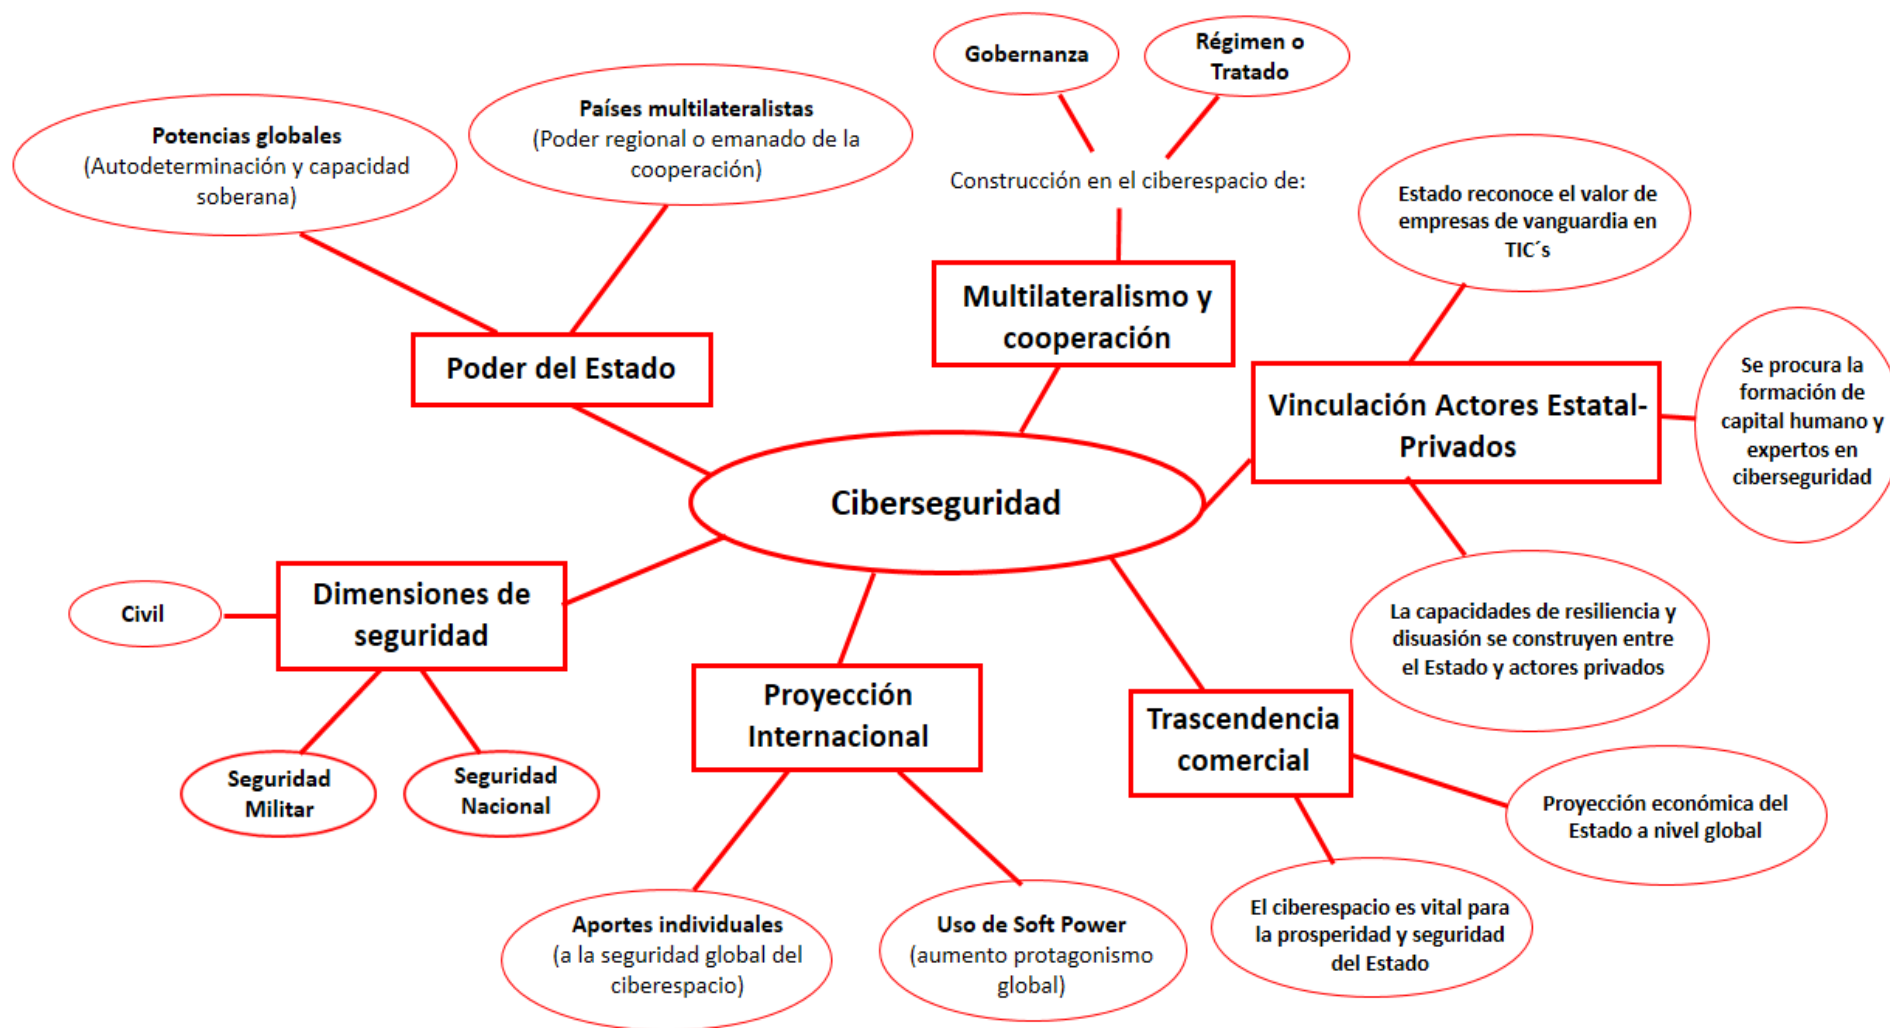 Gobernanza
Régimen o
Tratado
Países multilateralistas
(Poder regional o emanado de la
cooperación)
Potencias globales
(Autodeterminación y capacidad
soberana)
Construcción en el ciberespacio de:
Estado reconoce el valor de
empresas de vanguardia en
TIC´s
Multilateralismo y
cooperación
Poder del Estado
Vinculación Actores Estatal-
Privados
Se procura la
formación de
capital humano y
expertos en
ciberseguridad
Ciberseguridad
Dimensiones de
seguridad
Civil
La capacidades de resiliencia y
disuasión se construyen entre
el Estado y actores privados
Proyección
Internacional
Trascendencia
comercial
Seguridad
Militar
Seguridad
Nacional
Proyección económica del
Estado a nivel global
Aportes individuales
(a la seguridad global del
ciberespacio)
Uso de Soft Power
(aumento protagonismo
global)
El ciberespacio es vital para
la prosperidad y seguridad
del Estado